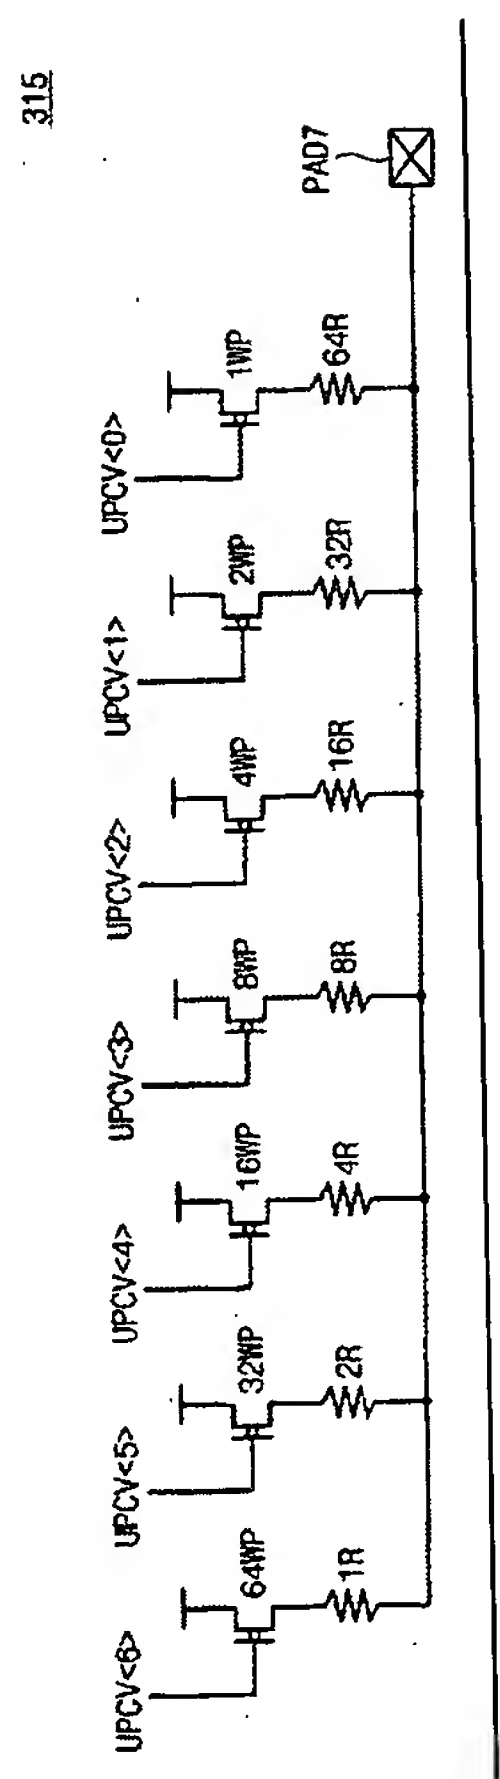 315
PAD7
UPCV<6>
64WP
1R
UPCV<5>
32WP
2R
UPCV<4>
16WP
4R
UPCV<3>
8WP
8R
UPCV<2>
4WP
16R
UPCV<1>
2WP
32R
UPCV<0>
1WP
64R